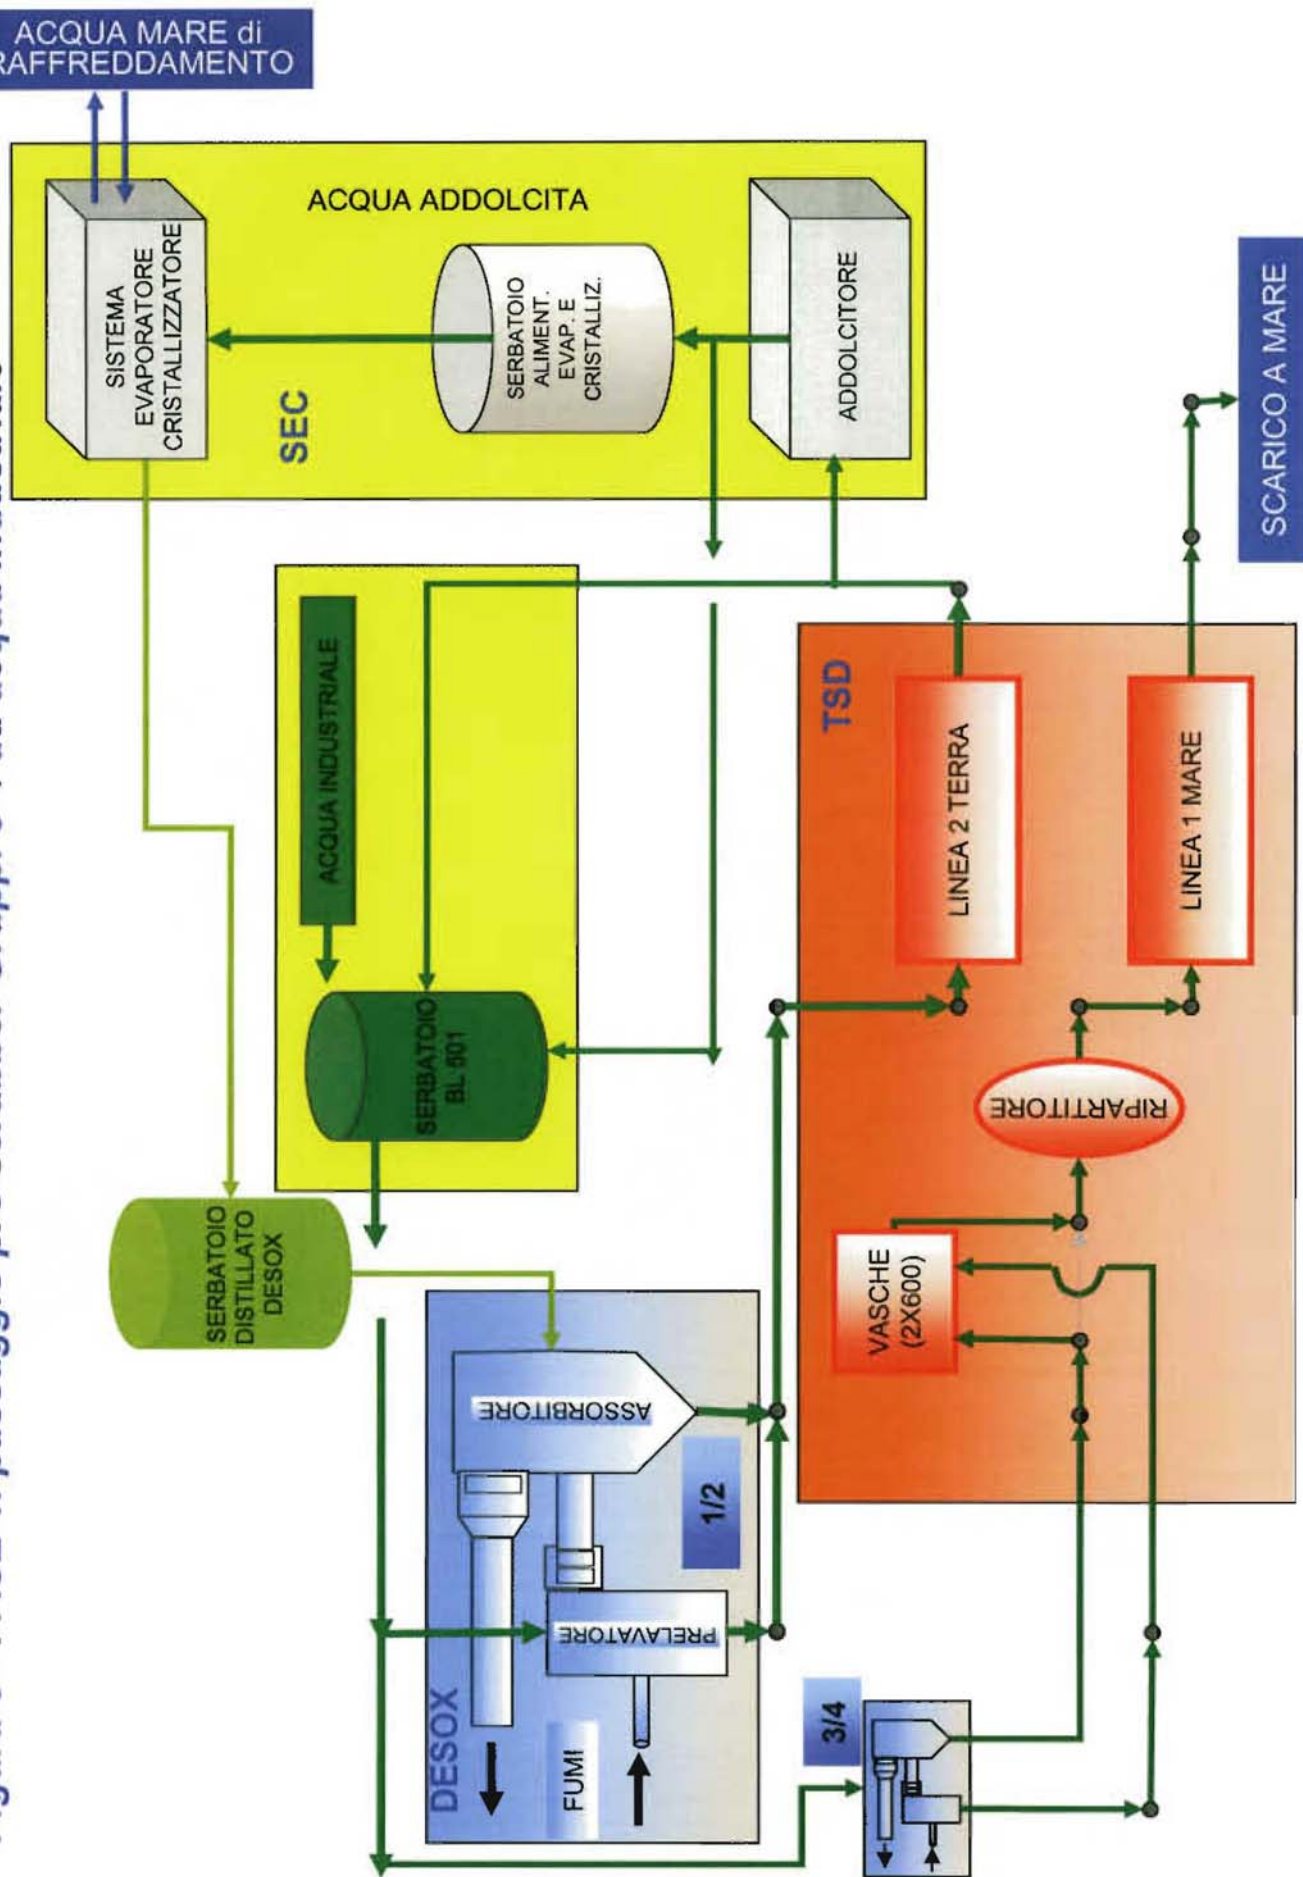 ACQUA MARE di
RAFFREDDAMENTO
SISTEMA
EVAPORATORE
CRISTALLIZZATORE
ACQUA ADDOLCITA
SEC
SERBATOIO
ALIMENT.
EVAP. E
CRISTALLIZ.
ADDOLCITORE
ACQUA INDUSTRIALE
SERBATOIO
BL 601
SERBATOIO
DISTILLATO
DESOX
DESOX
FUMI
ASSORBITORE
PRELAVATORE
1/2
3/4
TSD
LINEA 2 TERRA
LINEA 1 MARE
RIPARTITORE
VASCHE
(2X600)
SCARICO A MARE